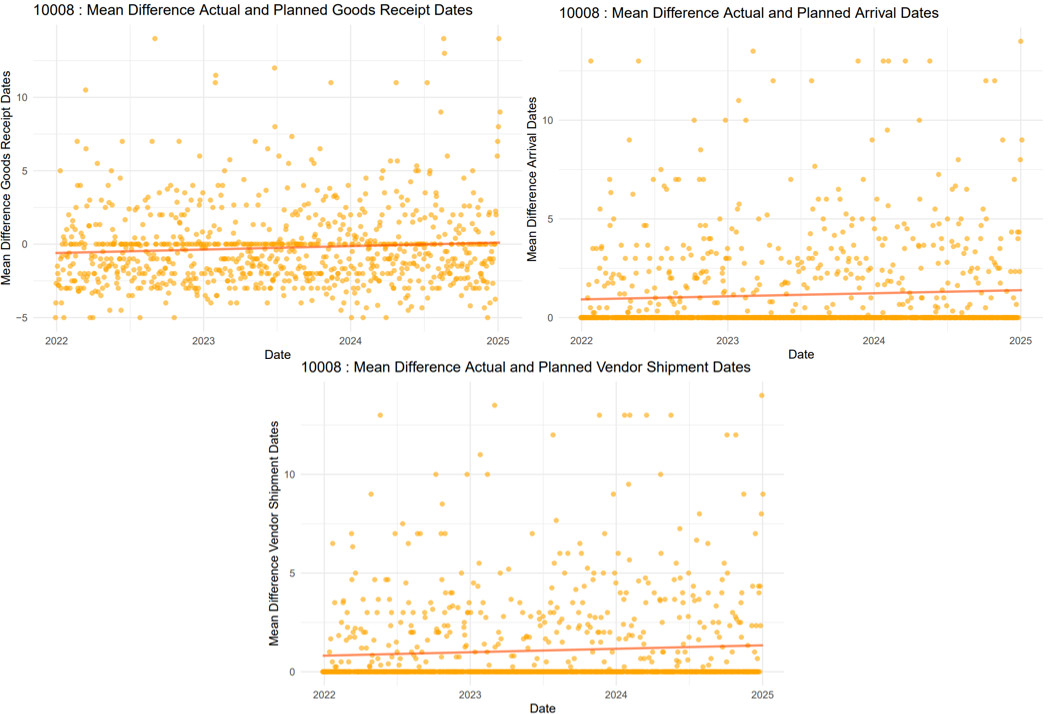 10008 : Mean Difference Actual and Planned Goods Receipt Dates
Mean Difference Goods Receipt Dates
10
5
0
−5
2022
2023
2024
2025
Date
10008 : Mean Difference Actual and Planned Arrival Dates
Mean Difference Arrival Dates
10
5
0
2022
2023
2024
2025
Date
10008 : Mean Difference Actual and Planned Vendor Shipment Dates
Mean Difference Vendor Shipment Dates
10
5
0
2022
2023
2024
2025
Date